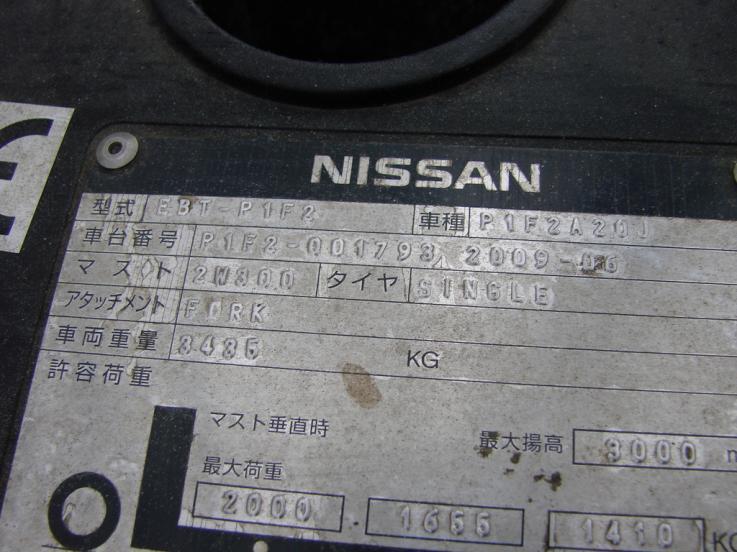 NISSAN
型式 EBT-P1F2 車種 P1F2A20J
車台番号 P1F2-001793 2009-06
マスト 2W300 タイヤ SINGLE
アタッチメント FORK
車両重量 3435 KG
許容荷重
マスト垂直時 最大揚高 3000 m
最大荷重
2000 1655 1410 KG